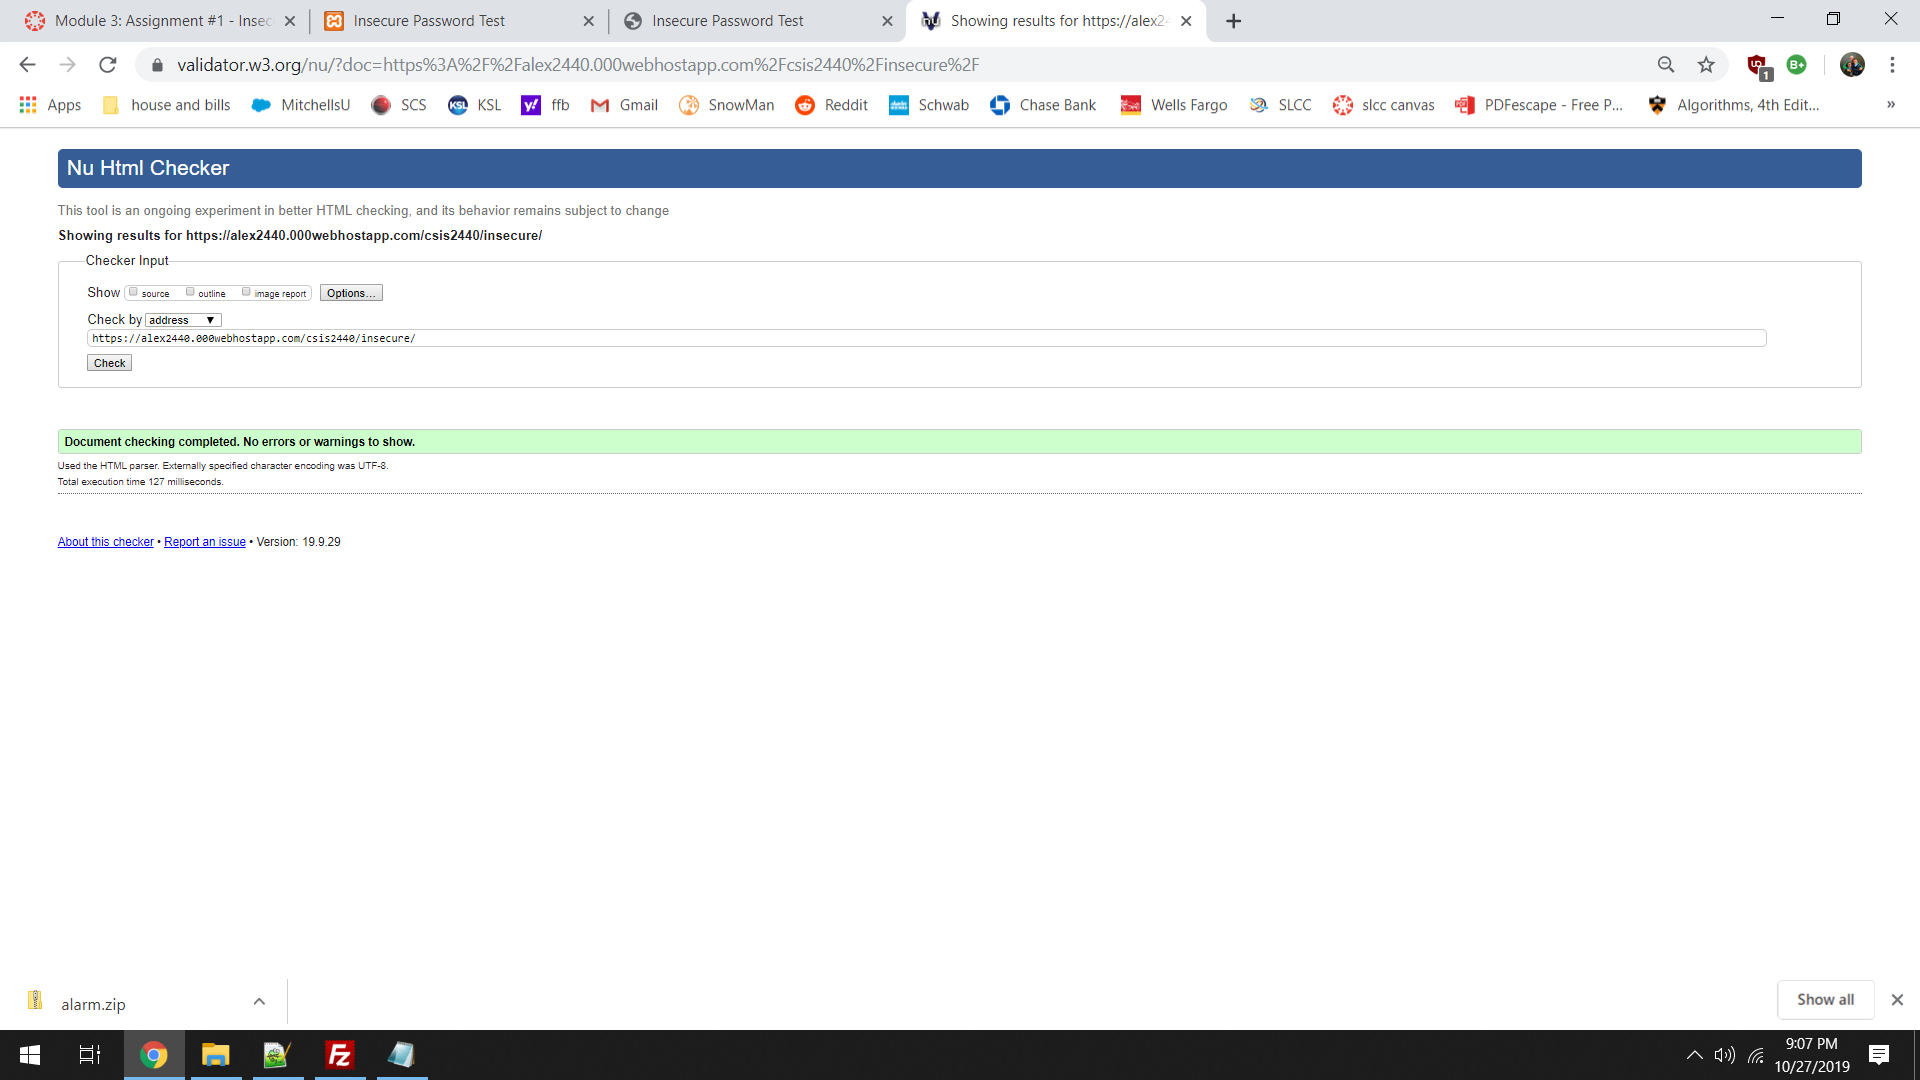 Module 3: Assignment #1 - Insec
Insecure Password Test
Insecure Password Test
Showing results for https://alex2
validator.w3.org/nu/?doc=https%3A%2F%2Falex2440.000webhostapp.com%2Fcsis2440%2Finsecure%2F
1
B+
Apps
house and bills
MitchellsU
SCS
KSL
KSL
ffb
Gmail
SnowMan
Reddit
Schwab
Chase Bank
Wells Fargo
SLCC
slcc canvas
PDFescape - Free P...
Algorithms, 4th Edit...
»
Nu Html Checker
This tool is an ongoing experiment in better HTML checking, and its behavior remains subject to change
Showing results for https://alex2440.000webhostapp.com/csis2440/insecure/
Checker Input
Show source outline image report Options...
Check by address
https://alex2440.000webhostapp.com/csis2440/insecure/
Check
Document checking completed. No errors or warnings to show.
Used the HTML parser. Externally specified character encoding was UTF-8.
Total execution time 127 milliseconds.
About this checker • Report an issue • Version: 19.9.29
alarm.zip
Show all
Fz
9:07 PM
10/27/2019